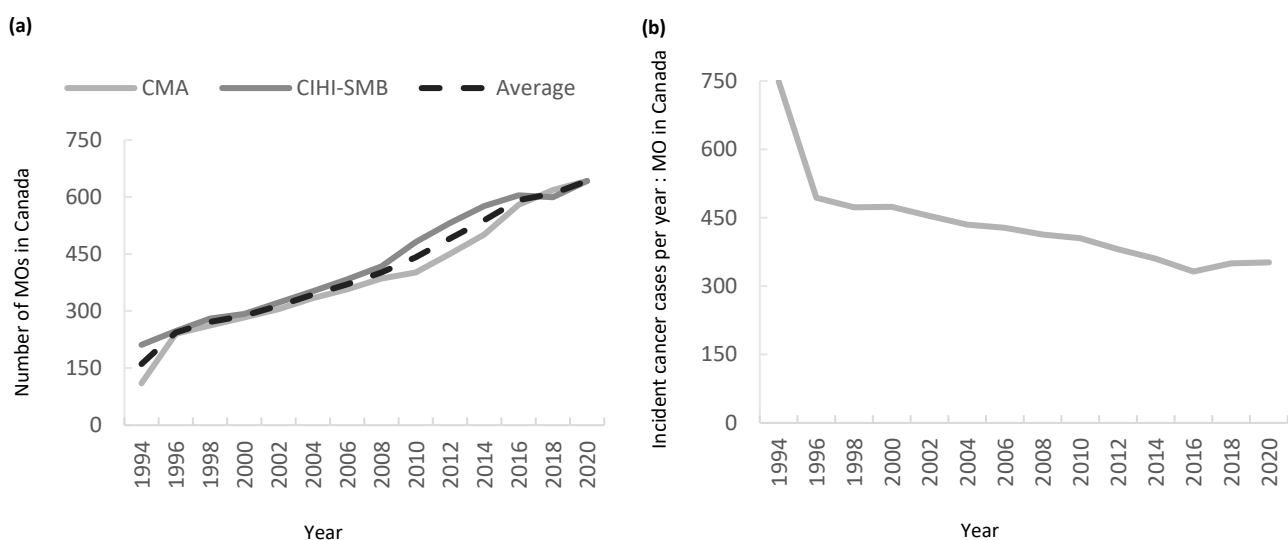 (a)
CMA CIHI-SMB Average
Number of MOs in Canada
750
600
450
300
150
0
1994 1996 1998 2000 2002 2004 2006 2008 2010 2012 2014 2016 2018 2020
Year
(b)
Incident cancer cases per year : MO in Canada
750
600
450
300
150
0
1994 1996 1998 2000 2002 2004 2006 2008 2010 2012 2014 2016 2018 2020
Year